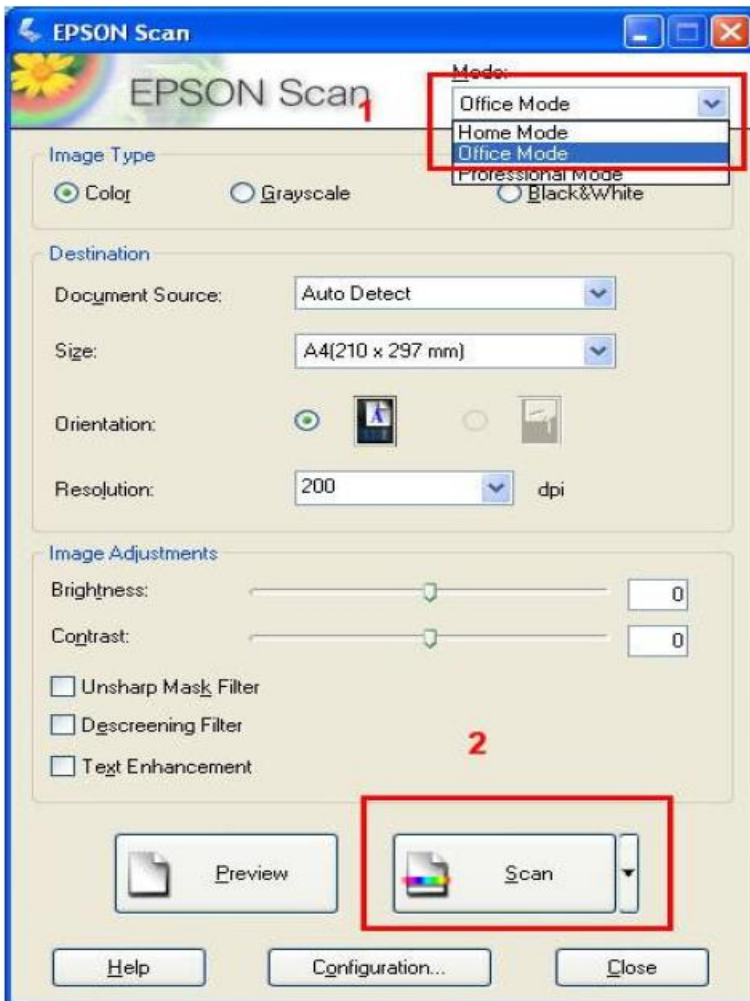 EPSON Scan
EPSON Scan
1
Mode:
Office Mode
Home Mode
Office Mode
Professional Mode
Image Type
Color Grayscale Black&White
Destination
Document Source: Auto Detect
Size: A4(210 x 297 mm)
Orientation:
Resolution: 200 dpi
Image Adjustments
Brightness: 0
Contrast: 0
Unsharp Mask Filter
Descreening Filter
Text Enhancement
2
Preview Scan
Help Configuration... Close